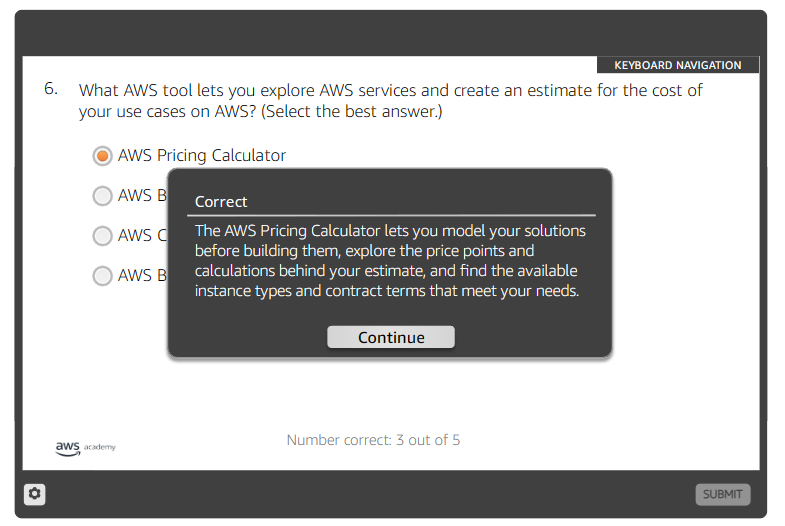 KEYBOARD NAVIGATION
6. What AWS tool lets you explore AWS services and create an estimate for the cost of
your use cases on AWS? (Select the best answer.)
AWS Pricing Calculator
AWS B
AWS C
AWS B
Correct
The AWS Pricing Calculator lets you model your solutions
before building them, explore the price points and
calculations behind your estimate, and find the available
instance types and contract terms that meet your needs.
Continue
aws academy
Number correct: 3 out of 5
SUBMIT